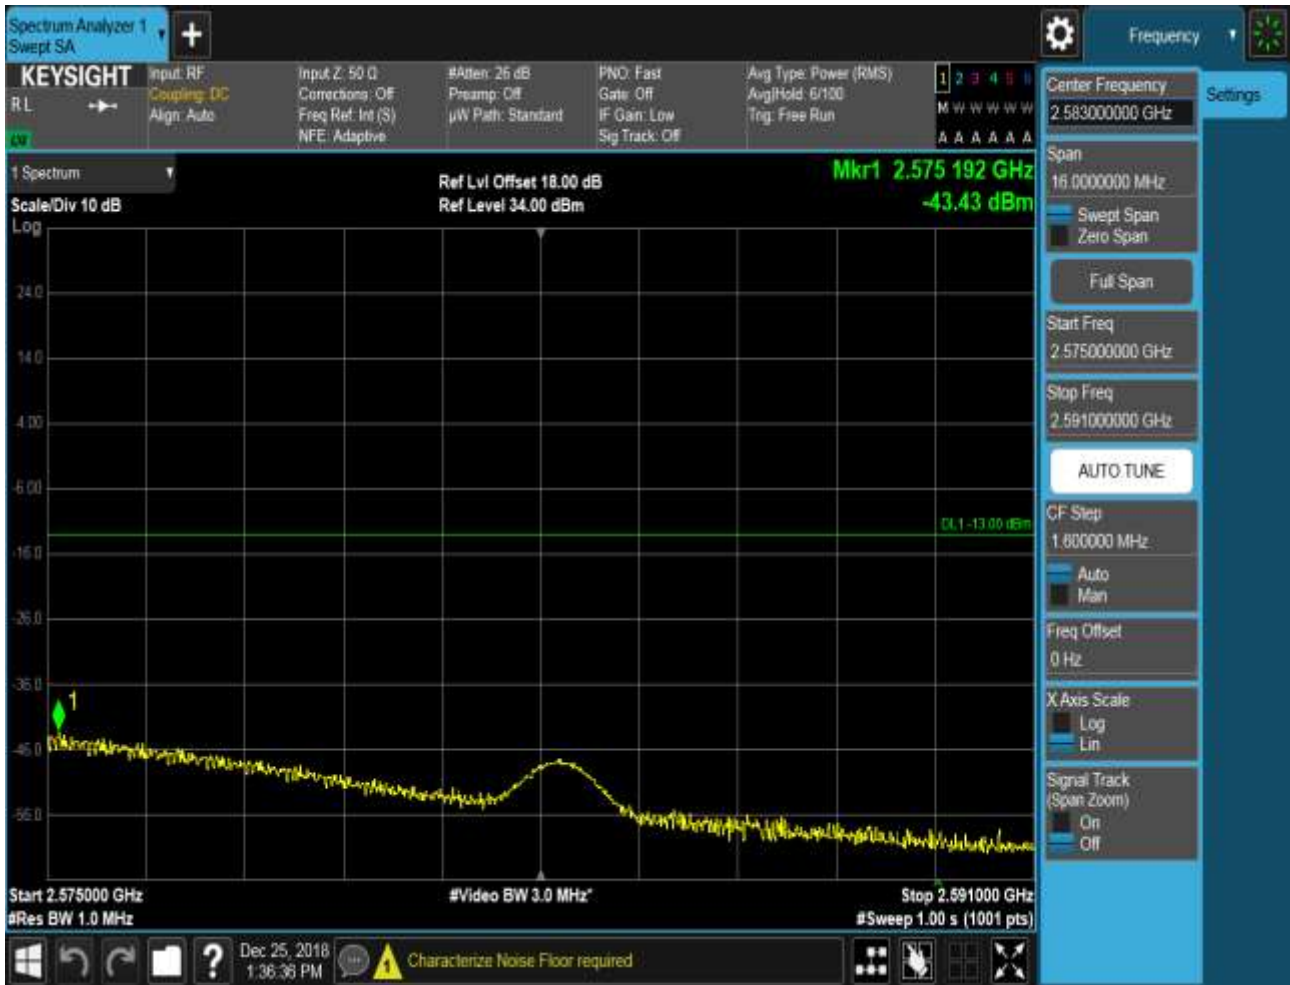 Spectrum Analyzer 1
Swept SA
Frequency
KEYSIGHT
RL
LW
Input: RF
Coupling: DC
Align: Auto
Input Z: 50 Ω
Corrections: Off
Freq Ref: Int (S)
NFE: Adaptive
#Atten: 26 dB
Preamp: Off
µW Path: Standard
PNO: Fast
Gate: Off
IF Gain: Low
Sig Track: Off
Avg Type: Power (RMS)
Avg|Hold: 6/100
Trig: Free Run
1 2 3 4 5 6
M W W W W W
A A A A A A
1 Spectrum
Scale/Div 10 dB
Log
Ref Lvl Offset 18.00 dB
Ref Level 34.00 dBm
Mkr1 2.575 192 GHz
-43.43 dBm
24.0
14.0
4.00
-6.00
DL1 -13.00 dBm
-16.0
-26.0
-36.0
1
-46.0
-56.0
Start 2.575000 GHz
#Res BW 1.0 MHz
#Video BW 3.0 MHz*
Stop 2.591000 GHz
#Sweep 1.00 s (1001 pts)
?
Dec 25, 2018
1:36:36 PM
1
Characterize Noise Floor required
Center Frequency
2.583000000 GHz
Settings
Span
16.0000000 MHz
Swept Span
Zero Span
Full Span
Start Freq
2.575000000 GHz
Stop Freq
2.591000000 GHz
AUTO TUNE
CF Step
1.600000 MHz
Auto
Man
Freq Offset
0 Hz
X Axis Scale
Log
Lin
Signal Track
(Span Zoom)
On
Off